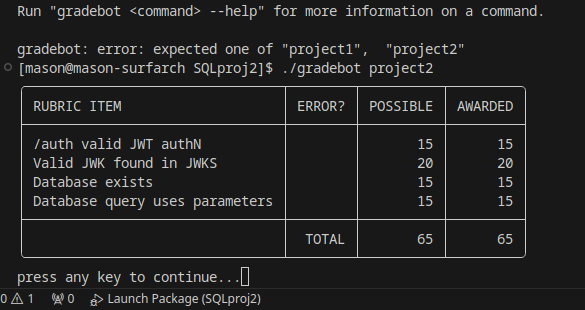 Run "gradebot <command> --help" for more information on a command.
gradebot: error: expected one of "project1",  "project2"
[mason@mason-surfarch SQLproj2]$ ./gradebot project2
RUBRIC ITEM ERROR? POSSIBLE AWARDED
/auth valid JWT authN 15 15
Valid JWK found in JWKS 20 20
Database exists 15 15
Database query uses parameters 15 15
TOTAL 65 65
press any key to continue...
0 1 0 Launch Package (SQLproj2)